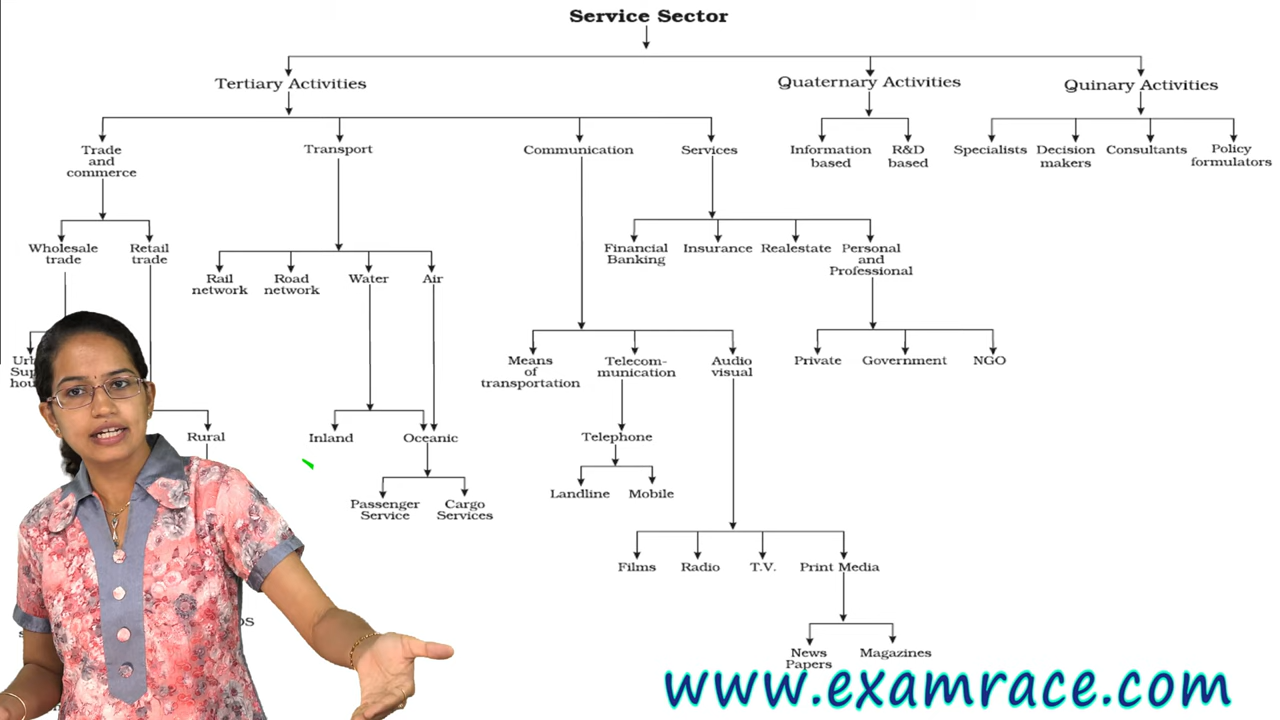 Service Sector
Tertiary Activities
Quaternary Activities
Quinary Activities
Trade
and
commerce
Transport
Communication
Services
Information
based
R&D
based
Specialists
Decision
makers
Consultants
Policy
formulators
Wholesale
trade
Retail
trade
Rail
network
Road
network
Water
Air
Financial
Banking
Insurance
Realestate
Personal
and
Professional
Means
of
transportation
Telecom-
munication
Audio
visual
Private
Government
NGO
Rural
Inland
Oceanic
Telephone
Passenger
Service
Cargo
Services
Landline
Mobile
Films
Radio
T.V.
Print Media
News
Papers
Magazines
www.examrace.com